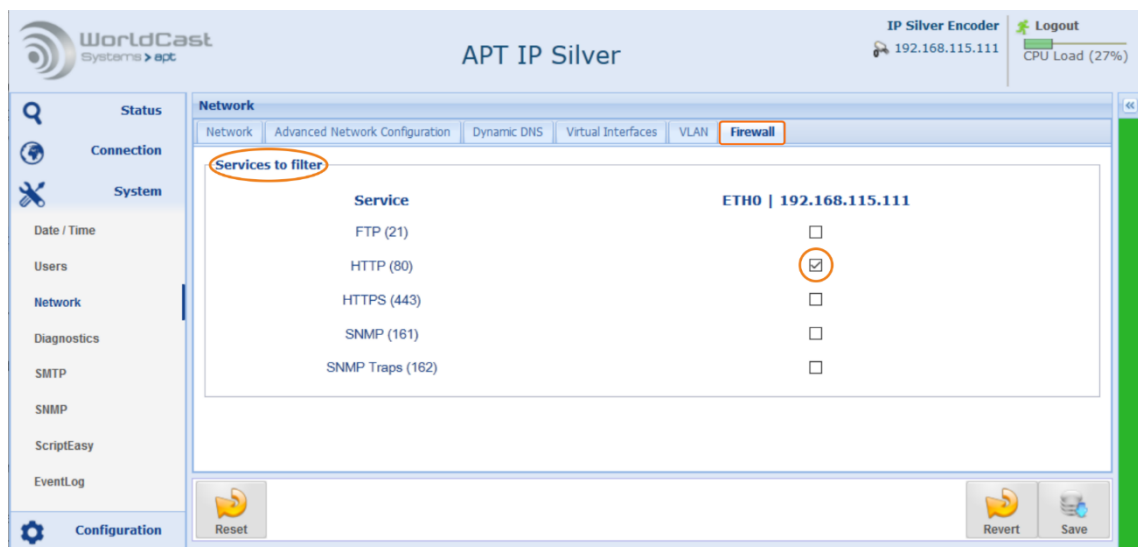 WorldCast
Systems > apt
APT IP Silver
IP Silver Encoder
192.168.115.111
Logout
CPU Load (27%)
Status
Connection
System
Date / Time
Users
Network
Diagnostics
SMTP
SNMP
ScriptEasy
EventLog
Configuration
Network
Network Advanced Network Configuration Dynamic DNS Virtual Interfaces VLAN Firewall
Services to filter
Service ETH0 | 192.168.115.111
FTP (21)
HTTP (80)
HTTPS (443)
SNMP (161)
SNMP Traps (162)
Reset Revert Save